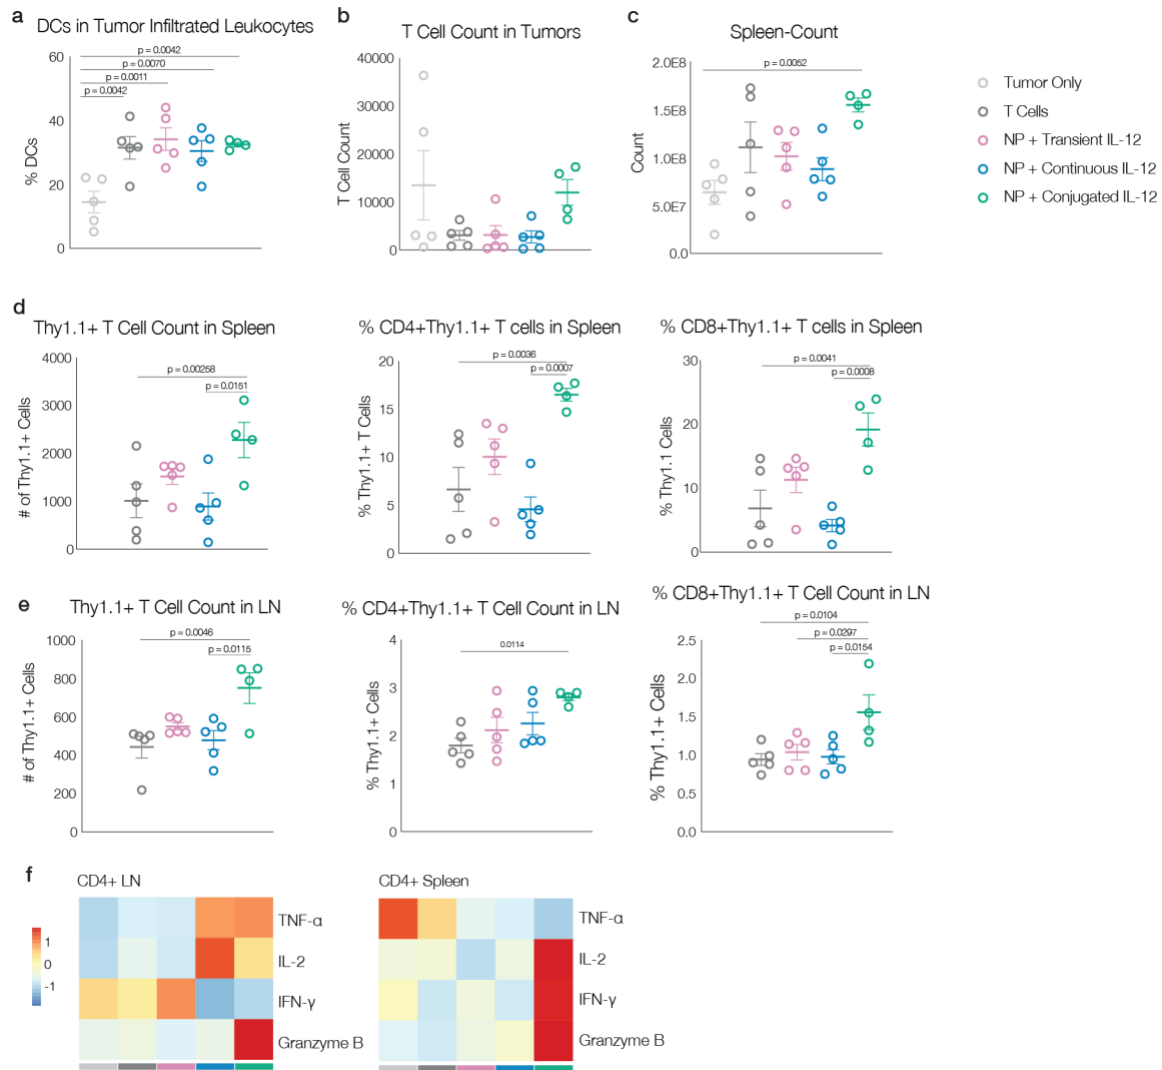 a
DCs in Tumor Infiltrated Leukocytes
p = 0.0042
p = 0.0070
p = 0.0011
p = 0.0042
% DCs
60
40
20
0
b
T Cell Count in Tumors
T Cell Count
40000
30000
20000
10000
0
c
Spleen-Count
p = 0.0052
Count
2.0E8
1.5E8
1.0E8
5.0E7
0.0
Tumor Only
T Cells
NP + Transient IL-12
NP + Continuous IL-12
NP + Conjugated IL-12
d
Thy1.1+ T Cell Count in Spleen
p = 0.00258
p = 0.0151
# of Thy1.1+ Cells
4000
3000
2000
1000
0
% CD4+Thy1.1+ T cells in Spleen
p = 0.0036
p = 0.0007
% Thy1.1+ T Cells
20
15
10
5
0
% CD8+Thy1.1+ T cells in Spleen
p = 0.0041
p = 0.0008
% Thy1.1 Cells
30
20
10
0
e
Thy1.1+ T Cell Count in LN
p = 0.0046
p = 0.0115
# of Thy1.1+ Cells
1000
800
600
400
200
0
% CD4+Thy1.1+ T Cell Count in LN
0.0114
% Thy1.1+ Cells
4
3
2
1
0
% CD8+Thy1.1+ T Cell Count in LN
p = 0.0104
p = 0.0297
p = 0.0154
% Thy1.1+ Cells
2.5
2.0
1.5
1.0
0.5
0.0
f
CD4+ LN
1
0
-1
TNF-α
IL-2
IFN-γ
Granzyme B
CD4+ Spleen
TNF-α
IL-2
IFN-γ
Granzyme B